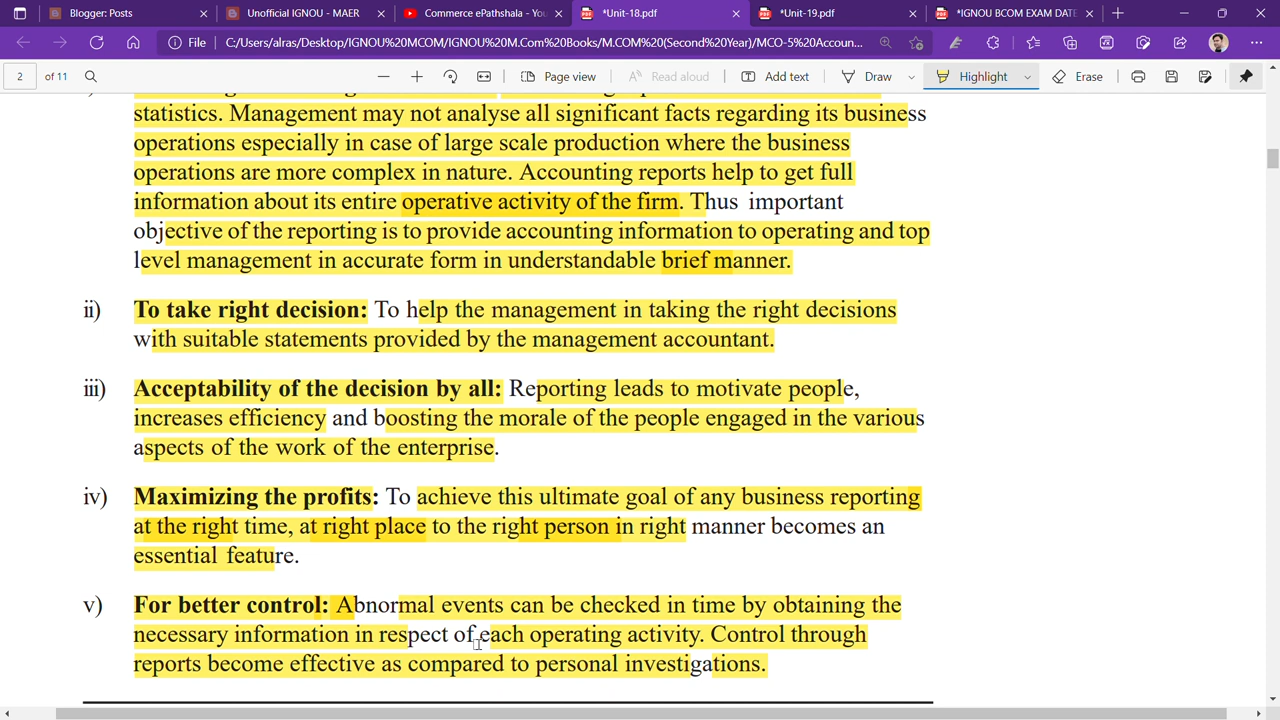 Blogger: Posts
Unofficial IGNOU - MAER
Commerce ePathshala - You
*Unit-18.pdf
*Unit-19.pdf
*IGNOU BCOM EXAM DATE
File
C:/Users/alras/Desktop/IGNOU%20MCOM/IGNOU%20M.Com%20Books/M.COM%20(Second%20Year)/MCO-5%20Accoun...
2 of 11
Page view
Read aloud
Add text
Draw
Highlight
Erase
statistics. Management may not analyse all significant facts regarding its business
operations especially in case of large scale production where the business
operations are more complex in nature. Accounting reports help to get full
information about its entire operative activity of the firm. Thus important
objective of the reporting is to provide accounting information to operating and top
level management in accurate form in understandable brief manner.
ii) To take right decision: To help the management in taking the right decisions
with suitable statements provided by the management accountant.
iii) Acceptability of the decision by all: Reporting leads to motivate people,
increases efficiency and boosting the morale of the people engaged in the various
aspects of the work of the enterprise.
iv) Maximizing the profits: To achieve this ultimate goal of any business reporting
at the right time, at right place to the right person in right manner becomes an
essential feature.
v) For better control: Abnormal events can be checked in time by obtaining the
necessary information in respect of each operating activity. Control through
reports become effective as compared to personal investigations.